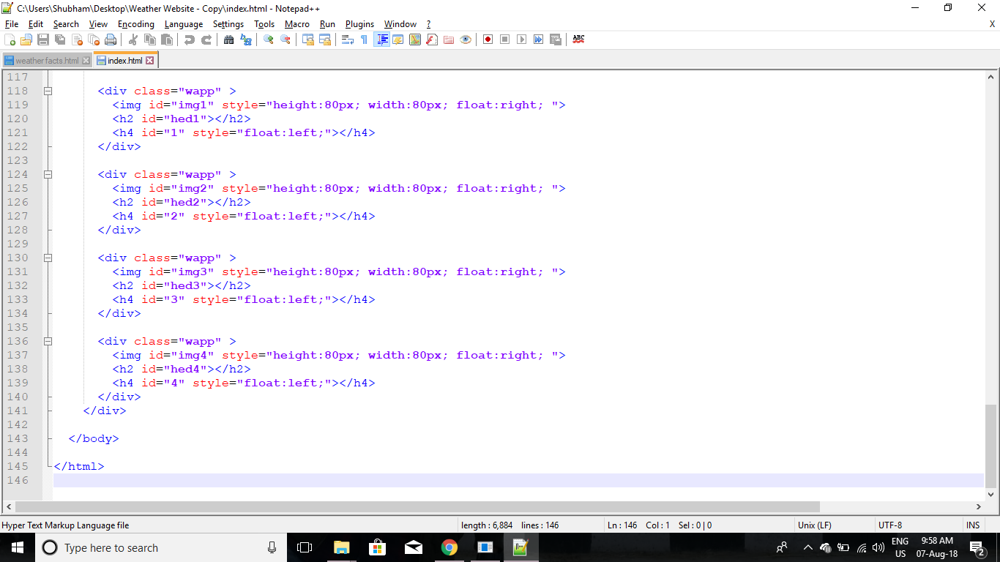 C:\Users\Shubham\Desktop\Weather Website - Copy\index.html - Notepad++
File Edit Search View Encoding Language Settings Tools Macro Run Plugins Window ? X
ABC
weather facts.html index.html
117
118 <div class="wapp" >
119 <img id="img1" style="height:80px; width:80px; float:right; ">
120 <h2 id="hed1"></h2>
121 <h4 id="1" style="float:left;"></h4>
122 </div>
123
124 <div class="wapp" >
125 <img id="img2" style="height:80px; width:80px; float:right; ">
126 <h2 id="hed2"></h2>
127 <h4 id="2" style="float:left;"></h4>
128 </div>
129
130 <div class="wapp" >
131 <img id="img3" style="height:80px; width:80px; float:right; ">
132 <h2 id="hed3"></h2>
133 <h4 id="3" style="float:left;"></h4>
134 </div>
135
136 <div class="wapp" >
137 <img id="img4" style="height:80px; width:80px; float:right; ">
138 <h2 id="hed4"></h2>
139 <h4 id="4" style="float:left;"></h4>
140 </div>
141 </div>
142
143 </body>
144
145 </html>
146
Hyper Text Markup Language file length : 6,884 lines : 146 Ln : 146 Col : 1 Sel : 0 | 0 Unix (LF) UTF-8 INS
Type here to search
ENG 9:58 AM
US 07-Aug-18 2